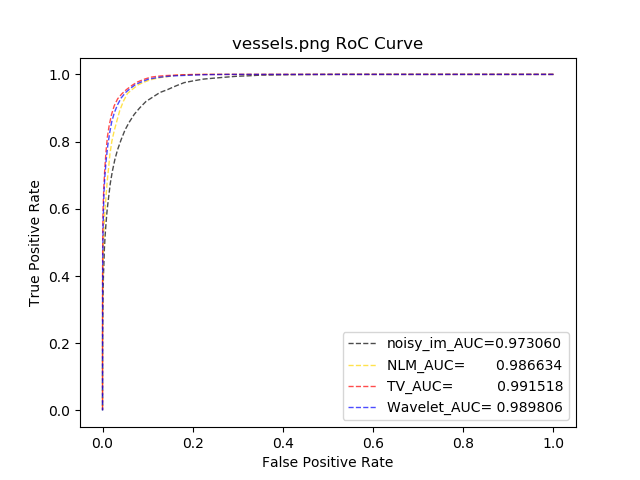 vessels.png RoC Curve
True Positive Rate
1.0
0.8
0.6
0.4
0.2
0.0
noisy_im_AUC=0.973060
NLM_AUC= 0.986634
TV_AUC= 0.991518
Wavelet_AUC= 0.989806
0.0 0.2 0.4 0.6 0.8 1.0
False Positive Rate